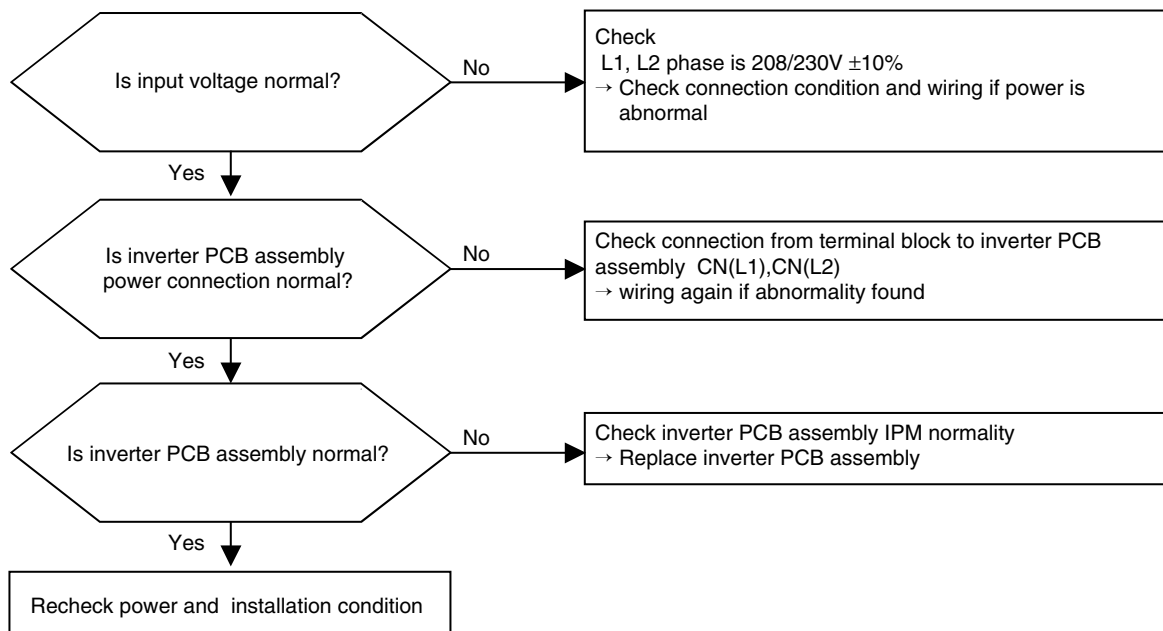 Is input voltage normal?
No
Check
L1, L2 phase is 208/230V ±10%
→ Check connection condition and wiring if power is
abnormal
Yes
Is inverter PCB assembly
power connection normal?
No
Check connection from terminal block to inverter PCB
assembly CN(L1),CN(L2)
→ wiring again if abnormality found
Yes
Is inverter PCB assembly normal?
No
Check inverter PCB assembly IPM normality
→ Replace inverter PCB assembly
Yes
Recheck power and installation condition